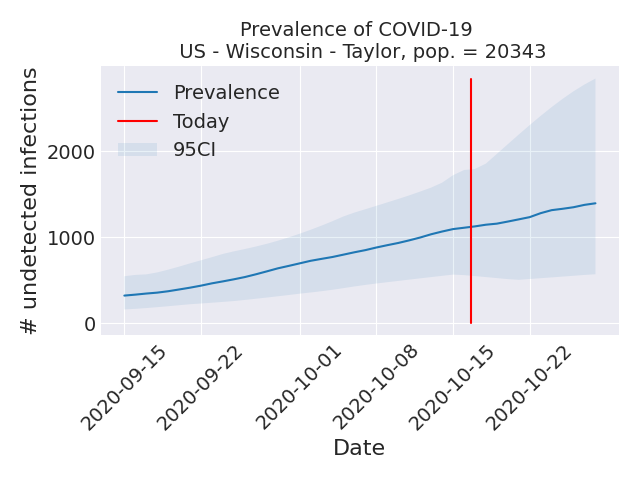 Prevalence of COVID-19
US - Wisconsin - Taylor, pop. = 20343
# undetected infections
Prevalence
Today
95CI
2000
1000
0
2020-09-15
2020-09-22
2020-10-01
2020-10-08
2020-10-15
2020-10-22
Date